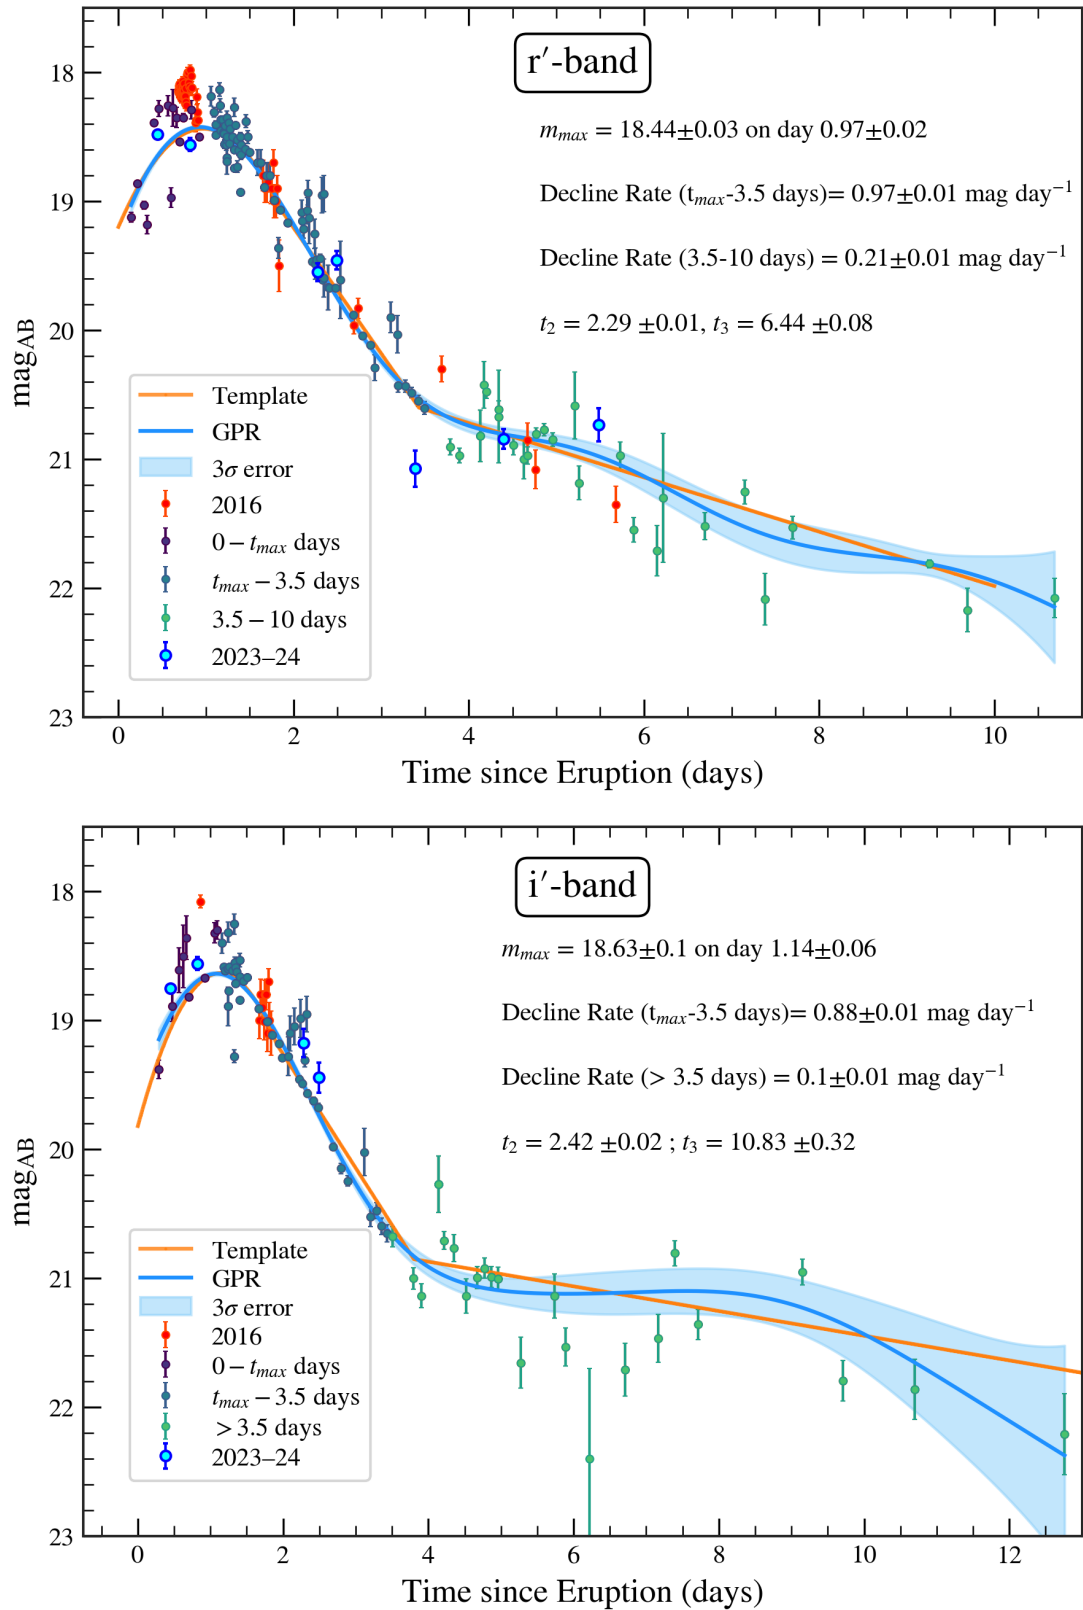 r′-band
m_max = 18.44±0.03 on day 0.97±0.02
Decline Rate (t_max-3.5 days)= 0.97±0.01 mag day⁻¹
Decline Rate (3.5-10 days) = 0.21±0.01 mag day⁻¹
t₂ = 2.29 ±0.01, t₃ = 6.44 ±0.08
18
19
20
21
22
23
mag_AB
Template
GPR
3σ error
2016
0 − t_max days
t_max − 3.5 days
3.5 − 10 days
2023–24
0 2 4 6 8 10
Time since Eruption (days)
i′-band
m_max = 18.63±0.1 on day 1.14±0.06
Decline Rate (t_max-3.5 days)= 0.88±0.01 mag day⁻¹
Decline Rate (> 3.5 days) = 0.1±0.01 mag day⁻¹
t₂ = 2.42 ±0.02 ; t₃ = 10.83 ±0.32
18
19
20
21
22
23
mag_AB
Template
GPR
3σ error
2016
0 − t_max days
t_max − 3.5 days
> 3.5 days
2023–24
0 2 4 6 8 10 12
Time since Eruption (days)